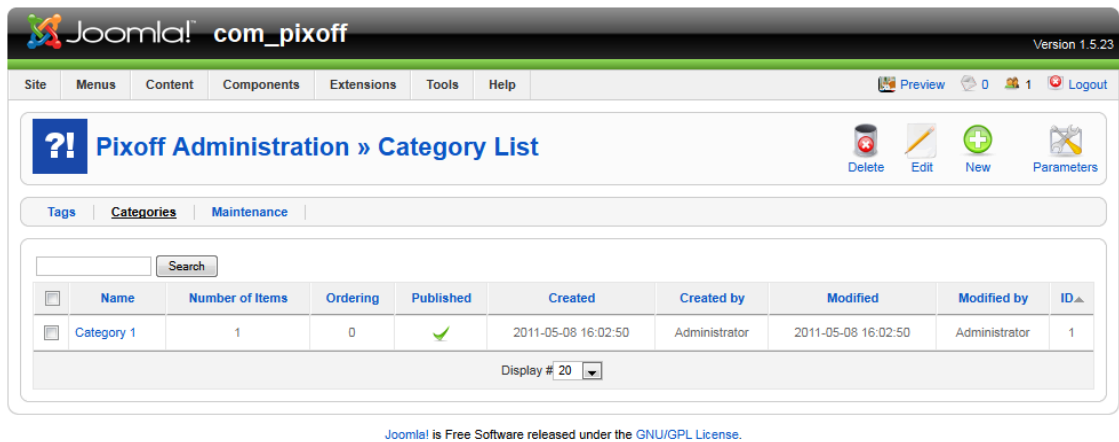 Joomla! com_pixoff
Version 1.5.23
Site Menus Content Components Extensions Tools Help Preview 0 1 Logout
?! Pixoff Administration » Category List
Delete Edit New Parameters
Tags Categories Maintenance
Search
Name Number of Items Ordering Published Created Created by Modified Modified by ID
Category 1 1 0 2011-05-08 16:02:50 Administrator 2011-05-08 16:02:50 Administrator 1
Display # 20
Joomla! is Free Software released under the GNU/GPL License.